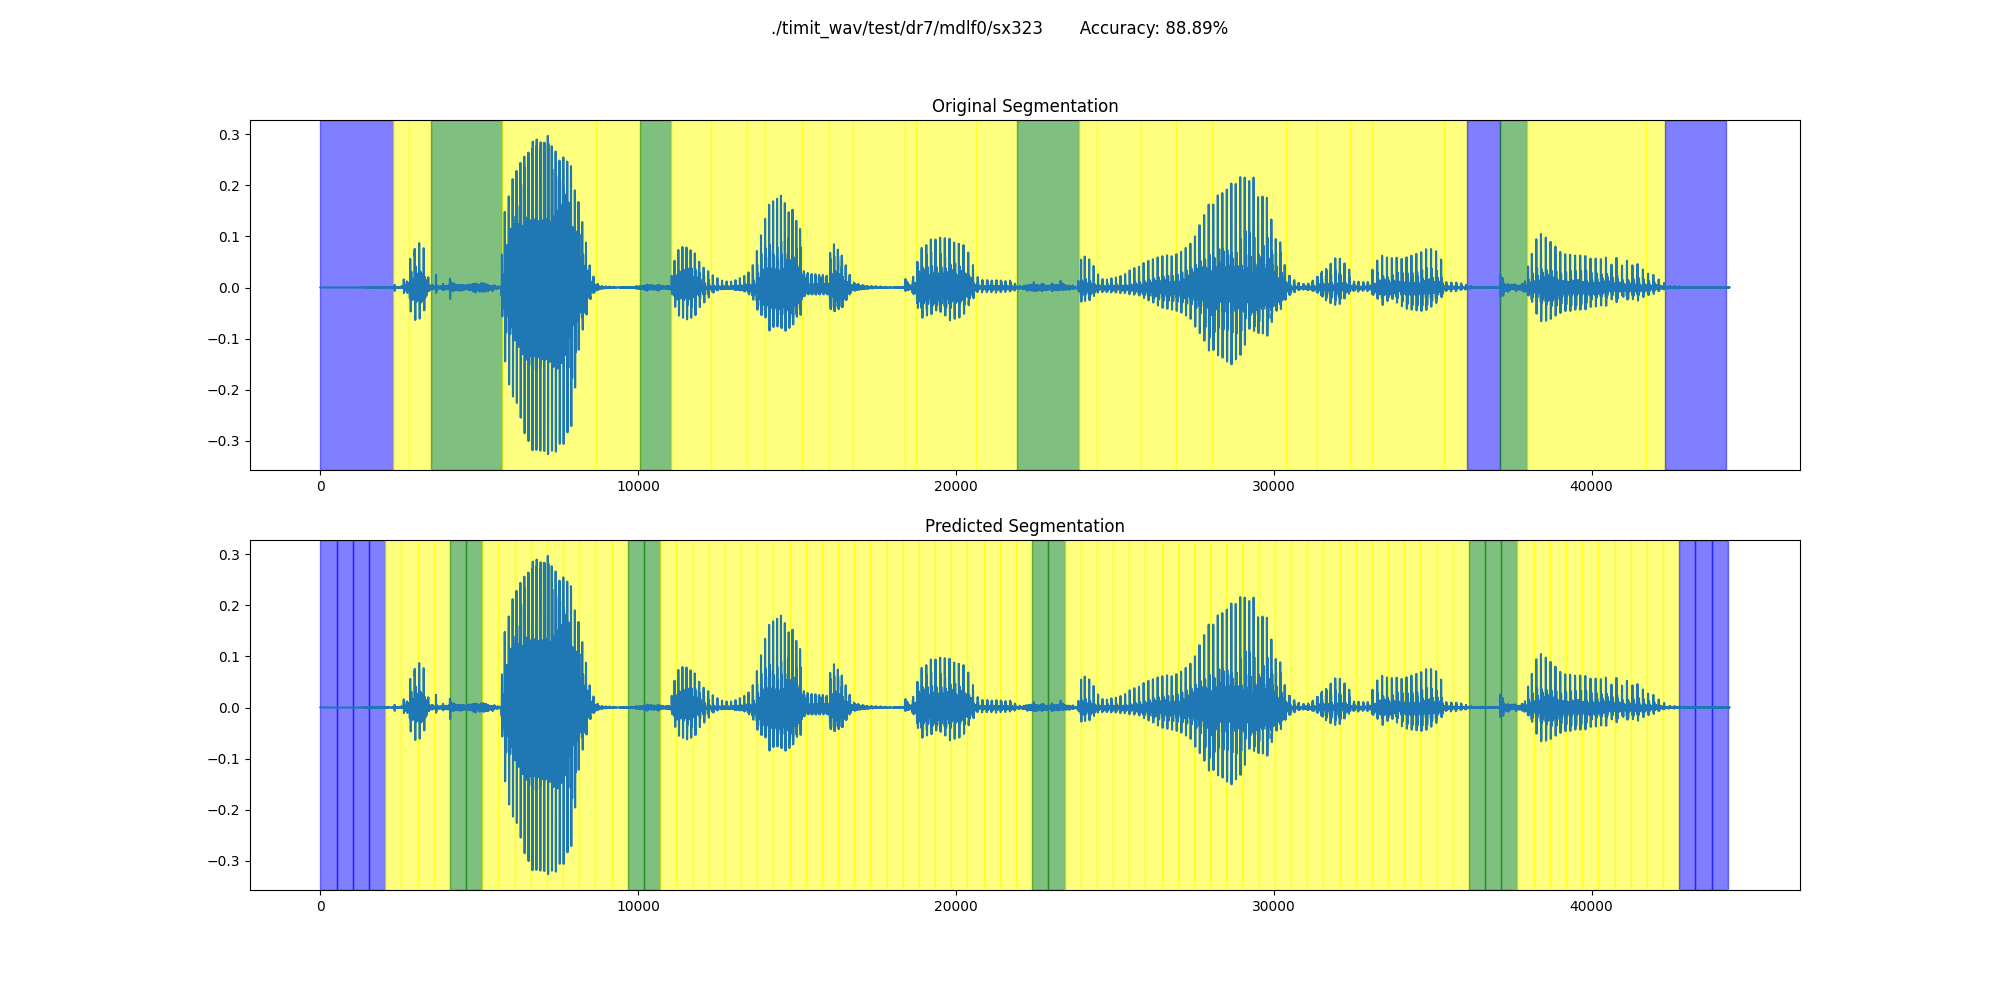 ./timit_wav/test/dr7/mdlf0/sx323 Accuracy: 88.89%
Original Segmentation
0.3
0.2
0.1
0.0
−0.1
−0.2
−0.3
0 10000 20000 30000 40000
Predicted Segmentation
0.3
0.2
0.1
0.0
−0.1
−0.2
−0.3
0 10000 20000 30000 40000